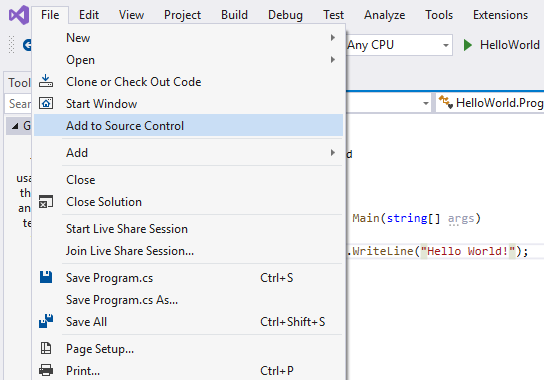 File Edit View Project Build Debug Test Analyze Tools Extensions
New
Open
Any CPU
HelloWorld
Clone or Check Out Code
Start Window
Add to Source Control
Add
Close
Close Solution
Start Live Share Session
Join Live Share Session...
Save Program.cs Ctrl+S
Save Program.cs As...
Save All Ctrl+Shift+S
Page Setup...
Print... Ctrl+P
Tool
Sear
G
usa
th
an
te
HelloWorld.Prog
d
Main(string[] args)
.WriteLine("Hello World!");